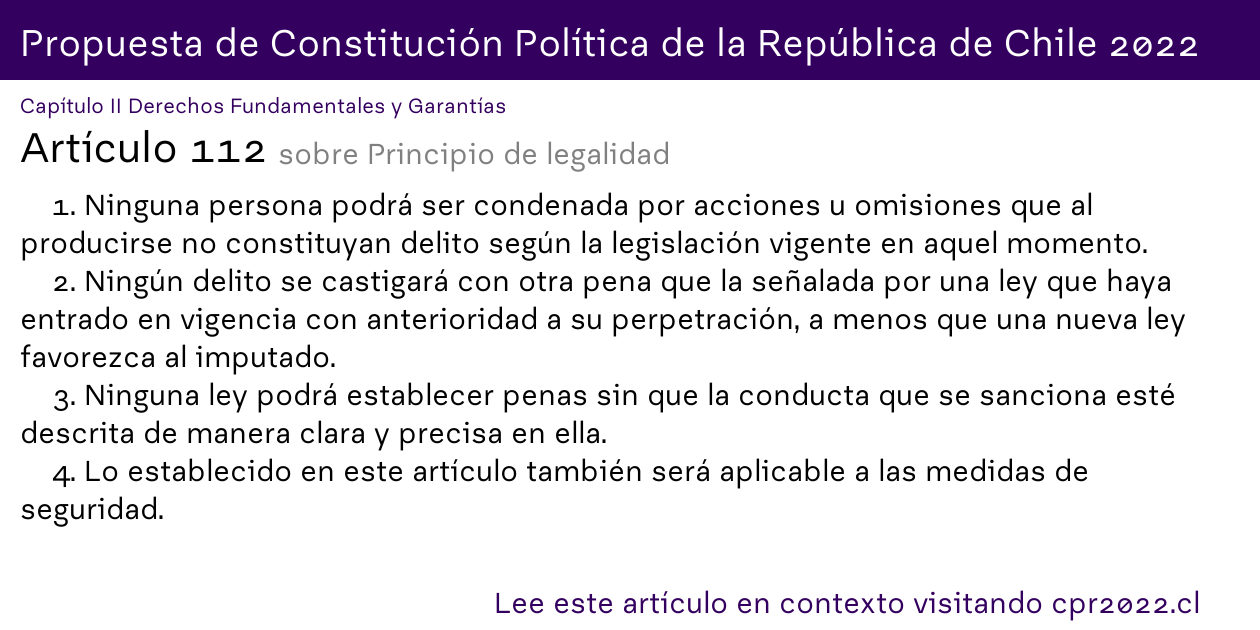 Propuesta de Constitución Política de la República de Chile 2022
Capítulo II Derechos Fundamentales y Garantías
Artículo 112 sobre Principio de legalidad
1. Ninguna persona podrá ser condenada por acciones u omisiones que al
producirse no constituyan delito según la legislación vigente en aquel momento.
2. Ningún delito se castigará con otra pena que la señalada por una ley que haya
entrado en vigencia con anterioridad a su perpetración, a menos que una nueva ley
favorezca al imputado.
3. Ninguna ley podrá establecer penas sin que la conducta que se sanciona esté
descrita de manera clara y precisa en ella.
4. Lo establecido en este artículo también será aplicable a las medidas de
seguridad.
Lee este artículo en contexto visitando cpr2022.cl